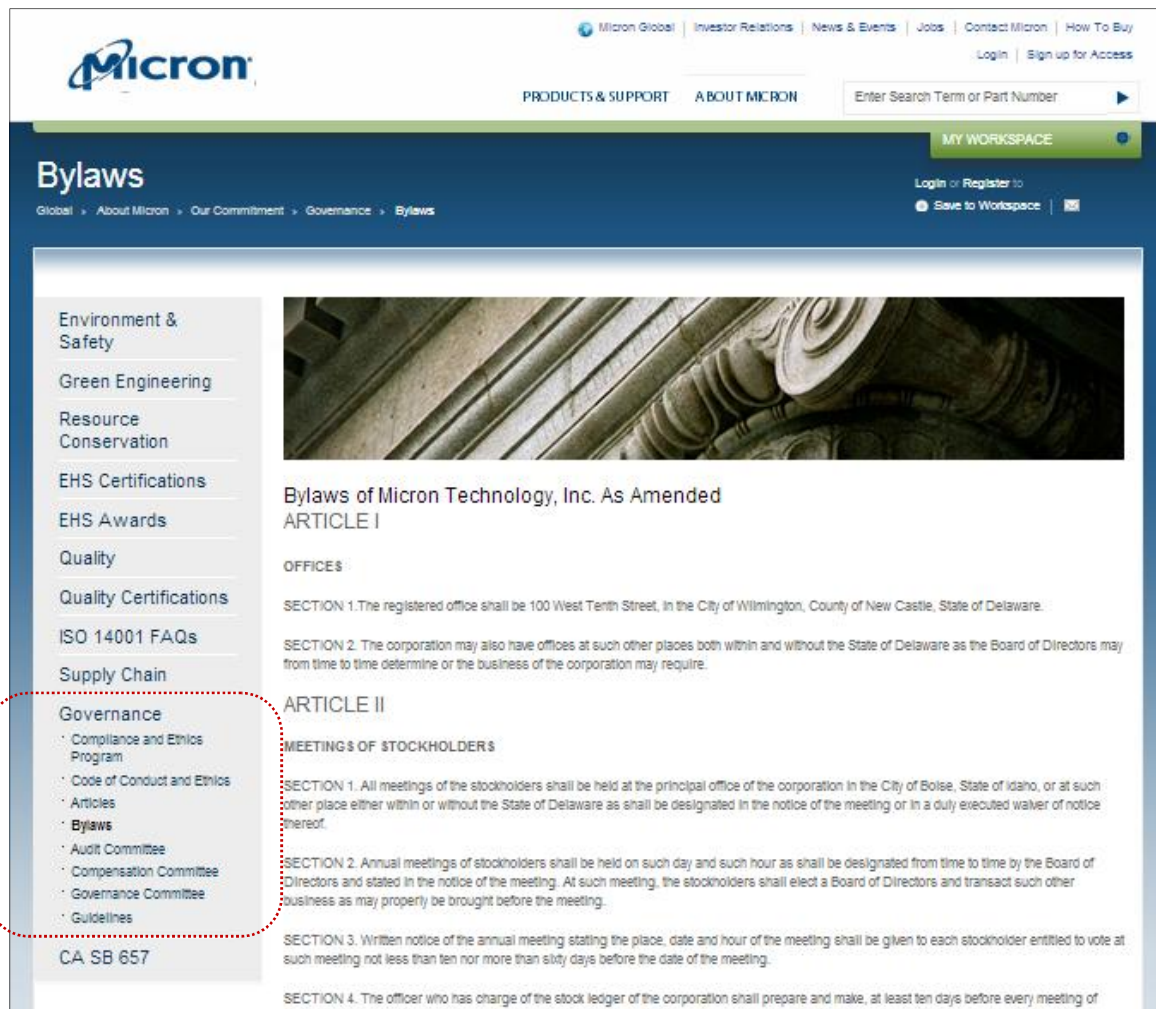 Micron
Micron Global | Investor Relations | News & Events | Jobs | Contact Micron | How To Buy
Login | Sign up for Access
PRODUCTS & SUPPORT ABOUT MICRON Enter Search Term or Part Number
MY WORKSPACE
Bylaws
Login or Register to
Global > About Micron > Our Commitment > Governance > Bylaws
Save to Workspace |
Environment &
Safety
Green Engineering
Resource
Conservation
EHS Certifications
EHS Awards
Quality
Quality Certifications
ISO 14001 FAQs
Supply Chain
Governance
· Compliance and Ethics
Program
· Code of Conduct and Ethics
· Articles
· Bylaws
· Audit Committee
· Compensation Committee
· Governance Committee
· Guidelines
CA SB 657
Bylaws of Micron Technology, Inc. As Amended
ARTICLE I
OFFICES
SECTION 1.The registered office shall be 100 West Tenth Street, in the City of Wilmington, County of New Castle, State of Delaware.
SECTION 2. The corporation may also have offices at such other places both within and without the State of Delaware as the Board of Directors may
from time to time determine or the business of the corporation may require.
ARTICLE II
MEETINGS OF STOCKHOLDERS
SECTION 1. All meetings of the stockholders shall be held at the principal office of the corporation in the City of Boise, State of Idaho, or at such
other place either within or without the State of Delaware as shall be designated in the notice of the meeting or in a duly executed waiver of notice
thereof.
SECTION 2. Annual meetings of stockholders shall be held on such day and such hour as shall be designated from time to time by the Board of
Directors and stated in the notice of the meeting. At such meeting, the stockholders shall elect a Board of Directors and transact such other
business as may properly be brought before the meeting.
SECTION 3. Written notice of the annual meeting stating the place, date and hour of the meeting shall be given to each stockholder entitled to vote at
such meeting not less than ten nor more than sixty days before the date of the meeting.
SECTION 4. The officer who has charge of the stock ledger of the corporation shall prepare and make, at least ten days before every meeting of